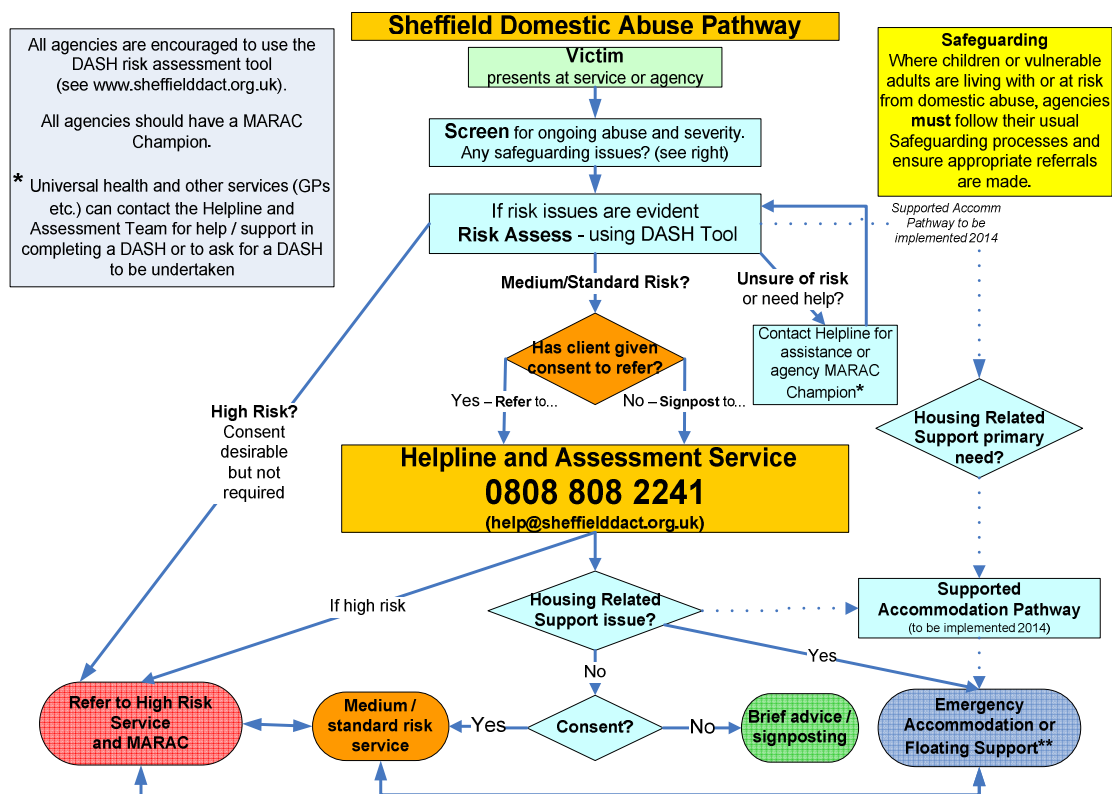 Sheffield Domestic Abuse Pathway
All agencies are encouraged to use the
DASH risk assessment tool
(see www.sheffielddact.org.uk).
All agencies should have a MARAC
Champion.
* Universal health and other services (GPs
etc.) can contact the Helpline and
Assessment Team for help / support in
completing a DASH or to ask for a DASH
to be undertaken
Victim
presents at service or agency
Safeguarding
Where children or vulnerable
adults are living with or at risk
from domestic abuse, agencies
must follow their usual
Safeguarding processes and
ensure appropriate referrals
are made.
Screen for ongoing abuse and severity.
Any safeguarding issues? (see right)
If risk issues are evident
Risk Assess - using DASH Tool
Supported Accomm
Pathway to be
implemented 2014
Medium/Standard Risk?
Unsure of risk
or need help?
Contact Helpline for
assistance or
agency MARAC
Champion*
Has client given
consent to refer?
Yes – Refer to...
No – Signpost to...
High Risk?
Consent
desirable
but not
required
Housing Related
Support primary
need?
Helpline and Assessment Service
0808 808 2241
(help@sheffielddact.org.uk)
If high risk
Housing Related
Support issue?
Supported
Accommodation Pathway
(to be implemented 2014)
Yes
No
Refer to High Risk
Service
and MARAC
Medium /
standard risk
service
Yes
Consent?
No
Brief advice /
signposting
Emergency
Accommodation or
Floating Support**